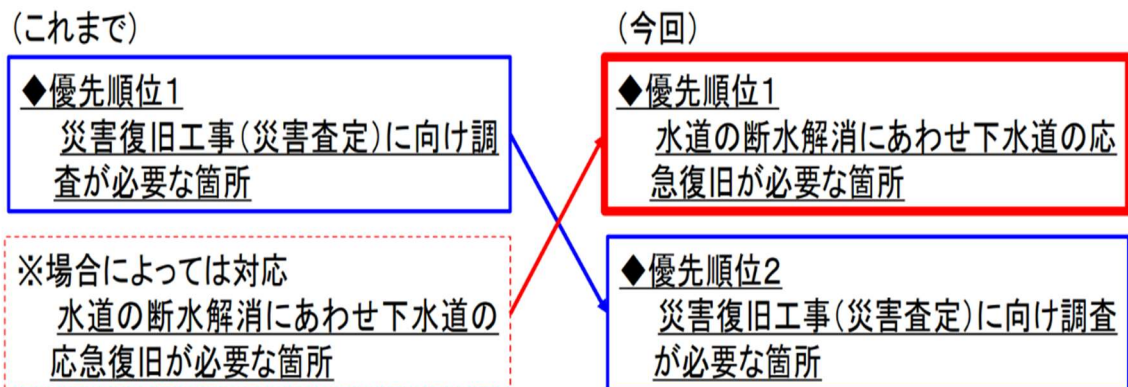 (これまで)
◆優先順位1
災害復旧工事(災害査定)に向け調
査が必要な箇所
※場合によっては対応
水道の断水解消にあわせ下水道の
応急復旧が必要な箇所
(今回)
◆優先順位1
水道の断水解消にあわせ下水道の応
急復旧が必要な箇所
◆優先順位2
災害復旧工事(災害査定)に向け調査
が必要な箇所